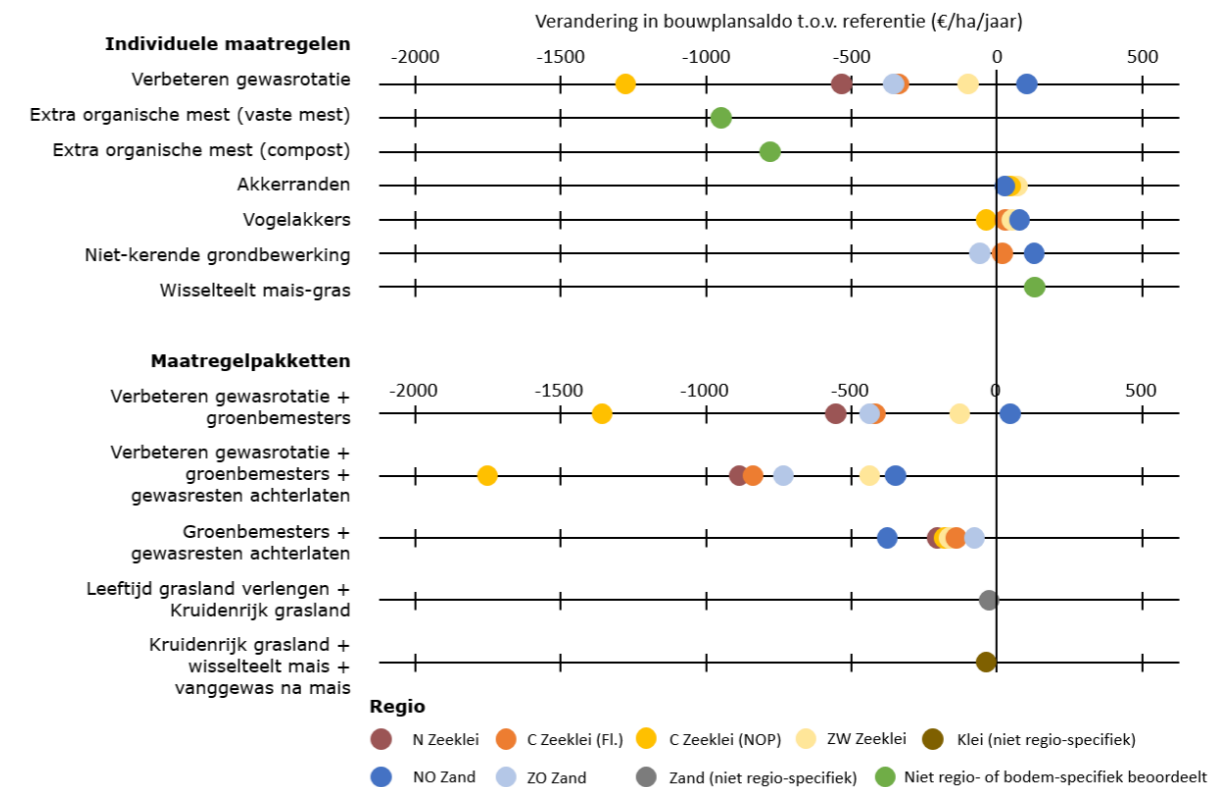 Verandering in bouwplansaldo t.o.v. referentie (€/ha/jaar)
Individuele maatregelen
-2000 -1500 -1000 -500 0 500
Verbeteren gewasrotatie
Extra organische mest (vaste mest)
Extra organische mest (compost)
Akkerranden
Vogelakkers
Niet-kerende grondbewerking
Wisselteelt mais-gras
Maatregelpakketten
-2000 -1500 -1000 -500 0 500
Verbeteren gewasrotatie +
groenbemesters
Verbeteren gewasrotatie +
groenbemesters +
gewasresten achterlaten
Groenbemesters +
gewasresten achterlaten
Leeftijd grasland verlengen +
Kruidenrijk grasland
Kruidenrijk grasland +
wisselteelt mais +
vanggewas na mais
Regio
N Zeeklei C Zeeklei (Fl.) C Zeeklei (NOP) ZW Zeeklei Klei (niet regio-specifiek)
NO Zand ZO Zand Zand (niet regio-specifiek) Niet regio- of bodem-specifiek beoordeelt